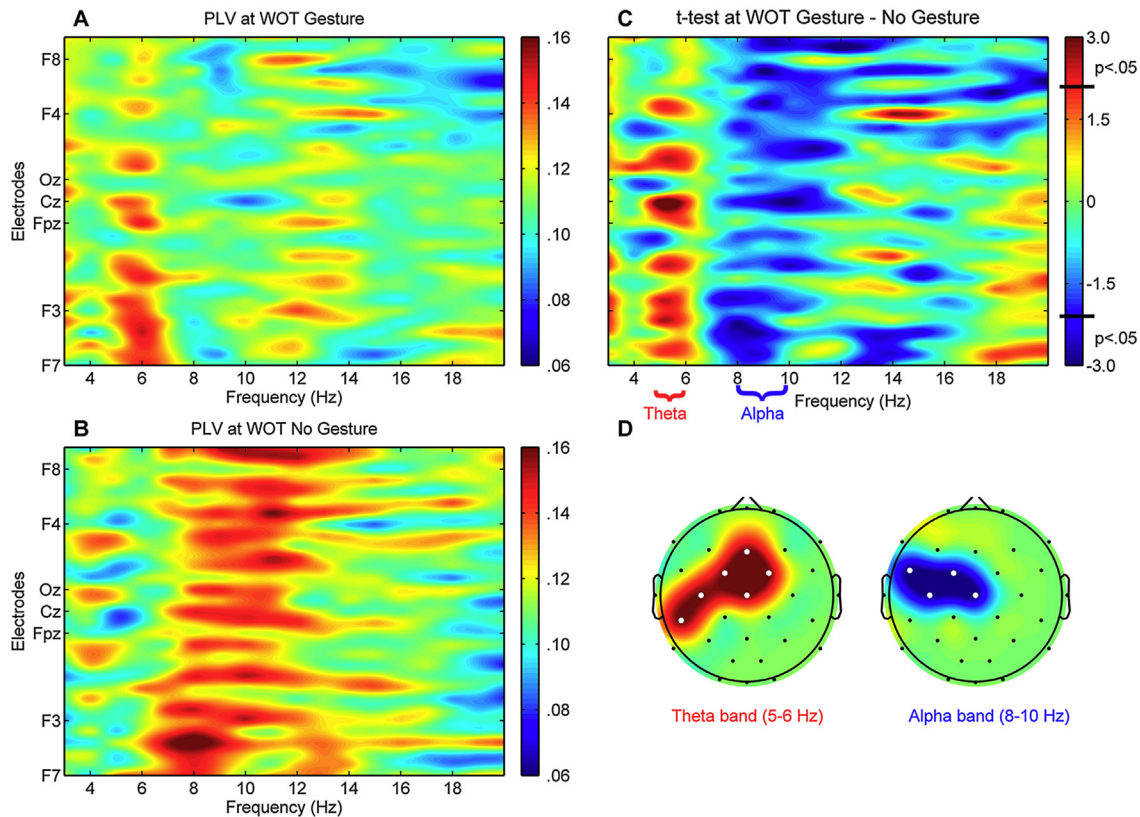 A
PLV at WOT Gesture
F8
F4
Oz
Cz
Fpz
F3
F7
Electrodes
4 6 8 10 12 14 16 18
Frequency (Hz)
.16
.14
.12
.10
.08
.06
C
t-test at WOT Gesture - No Gesture
4 6 8 10 12 14 16 18
Frequency (Hz)
Theta
Alpha
3.0
p<.05
1.5
0
-1.5
p<.05
-3.0
B
PLV at WOT No Gesture
F8
F4
Oz
Cz
Fpz
F3
F7
Electrodes
4 6 8 10 12 14 16 18
Frequency (Hz)
.16
.14
.12
.10
.08
.06
D
Theta band (5-6 Hz)
Alpha band (8-10 Hz)